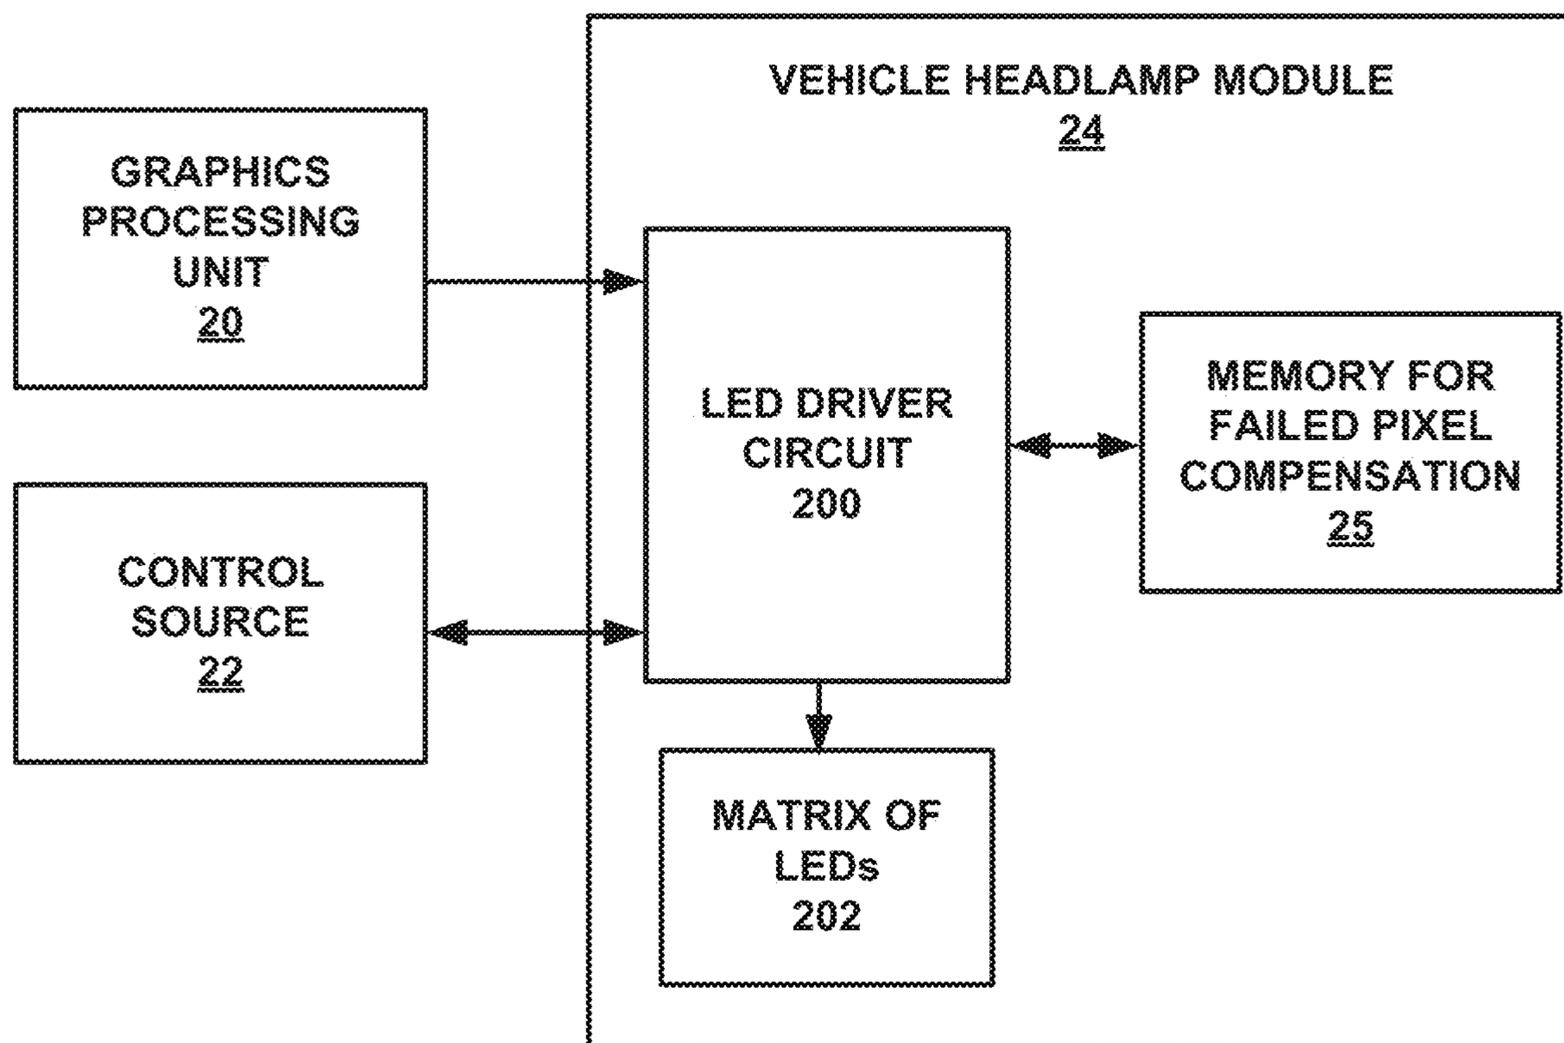 VEHICLE HEADLAMP MODULE
24
GRAPHICS
PROCESSING
UNIT
20
LED DRIVER
CIRCUIT
200
MEMORY FOR
FAILED PIXEL
COMPENSATION
25
CONTROL
SOURCE
22
MATRIX OF
LEDs
202